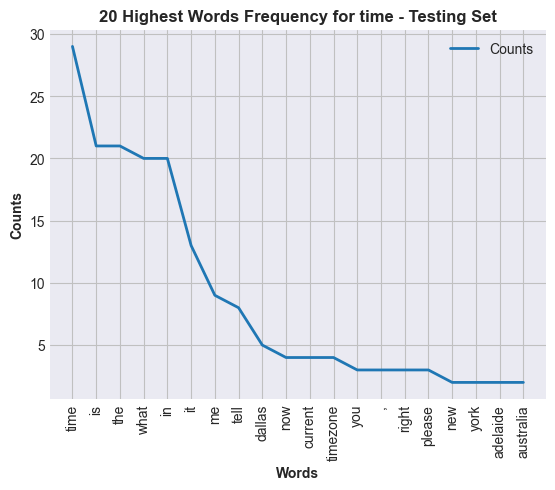 20 Highest Words Frequency for time - Testing Set
Counts
30
25
20
15
10
5
Counts
time
is
the
what
in
it
me
tell
dallas
now
current
timezone
you
,
right
please
new
york
adelaide
australia
Words